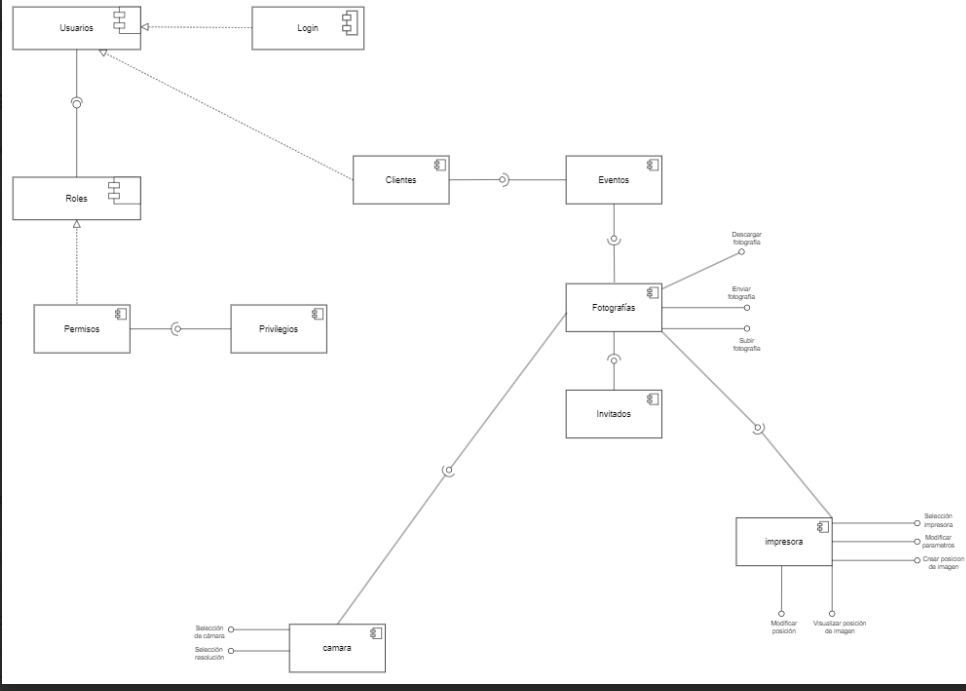 Usuarios
Login
Clientes
Eventos
Roles
Descargar
fotografía
Enviar
fotografía
Fotografías
Permisos
Privilegios
Subir
fotografía
Invitados
Selección
impresora
impresora
Modificar
parametros
Crear posicion
de imagen
Modificar
posición
Visualizar posición
de imagen
Selección
de cámara
Selección
resolución
camara